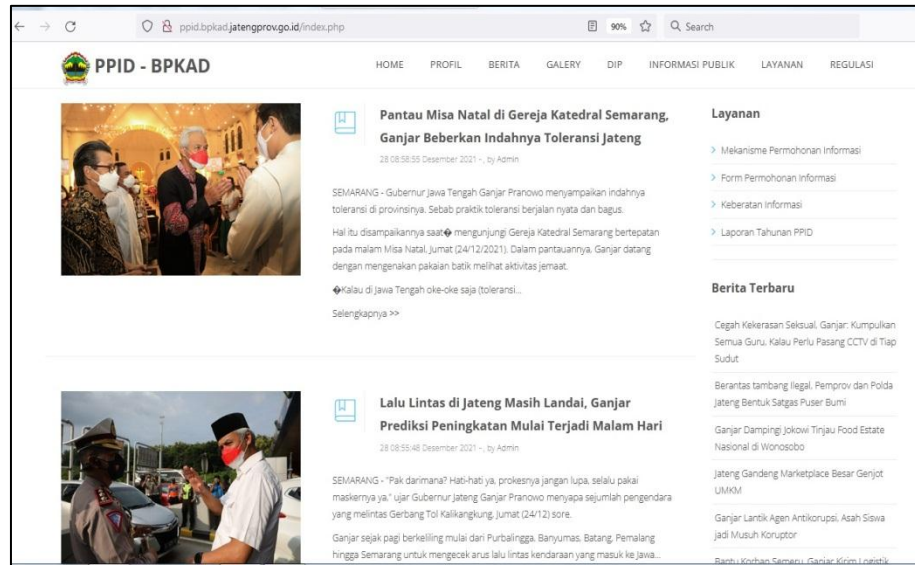 ppid.bpkad.jatengprov.go.id/index.php
90%
Search
PPID - BPKAD
HOME PROFIL BERITA GALERY DIP INFORMASI PUBLIK LAYANAN REGULASI
Pantau Misa Natal di Gereja Katedral Semarang,
Ganjar Beberkan Indahnya Toleransi Jateng
28 08:58:55 Desember 2021 - , by Admin
SEMARANG - Gubernur Jawa Tengah Ganjar Pranowo menyampaikan indahnya
toleransi di provinsinya. Sebab praktik toleransi berjalan nyata dan bagus.
Hal itu disampaikannya saat� mengunjungi Gereja Katedral Semarang bertepatan
pada malam Misa Natal, Jumat (24/12/2021). Dalam pantauannya, Ganjar datang
dengan mengenakan pakaian batik melihat aktivitas jemaat.
�Kalau di Jawa Tengah oke-oke saja (toleransi...
Selengkapnya >>
Lalu Lintas di Jateng Masih Landai, Ganjar
Prediksi Peningkatan Mulai Terjadi Malam Hari
28 08:55:48 Desember 2021 - , by Admin
SEMARANG - "Pak darimana? Hati-hati ya, prokesnya jangan lupa, selalu pakai
maskernya ya," ujar Gubernur Jateng Ganjar Pranowo menyapa sejumlah pengendara
yang melintas Gerbang Tol Kalikangkung, Jumat (24/12) sore.
Ganjar sejak pagi berkeliling mulai dari Purbalingga, Banyumas, Batang, Pemalang
hingga Semarang untuk mengecek arus lalu lintas kendaraan yang masuk ke Jawa...
Layanan
Mekanisme Permohonan Informasi
Form Permohonan Informasi
Keberatan Informasi
Laporan Tahunan PPID
Berita Terbaru
Cegah Kekerasan Seksual, Ganjar: Kumpulkan
Semua Guru, Kalau Perlu Pasang CCTV di Tiap
Sudut
Berantas tambang Ilegal, Pemprov dan Polda
Jateng Bentuk Satgas Puser Bumi
Ganjar Dampingi Jokowi Tinjau Food Estate
Nasional di Wonosobo
Jateng Gandeng Marketplace Besar Genjot
UMKM
Ganjar Lantik Agen Antikorupsi, Asah Siswa
jadi Musuh Koruptor
Bantu Korban Semeru, Ganjar Kirim Logistik